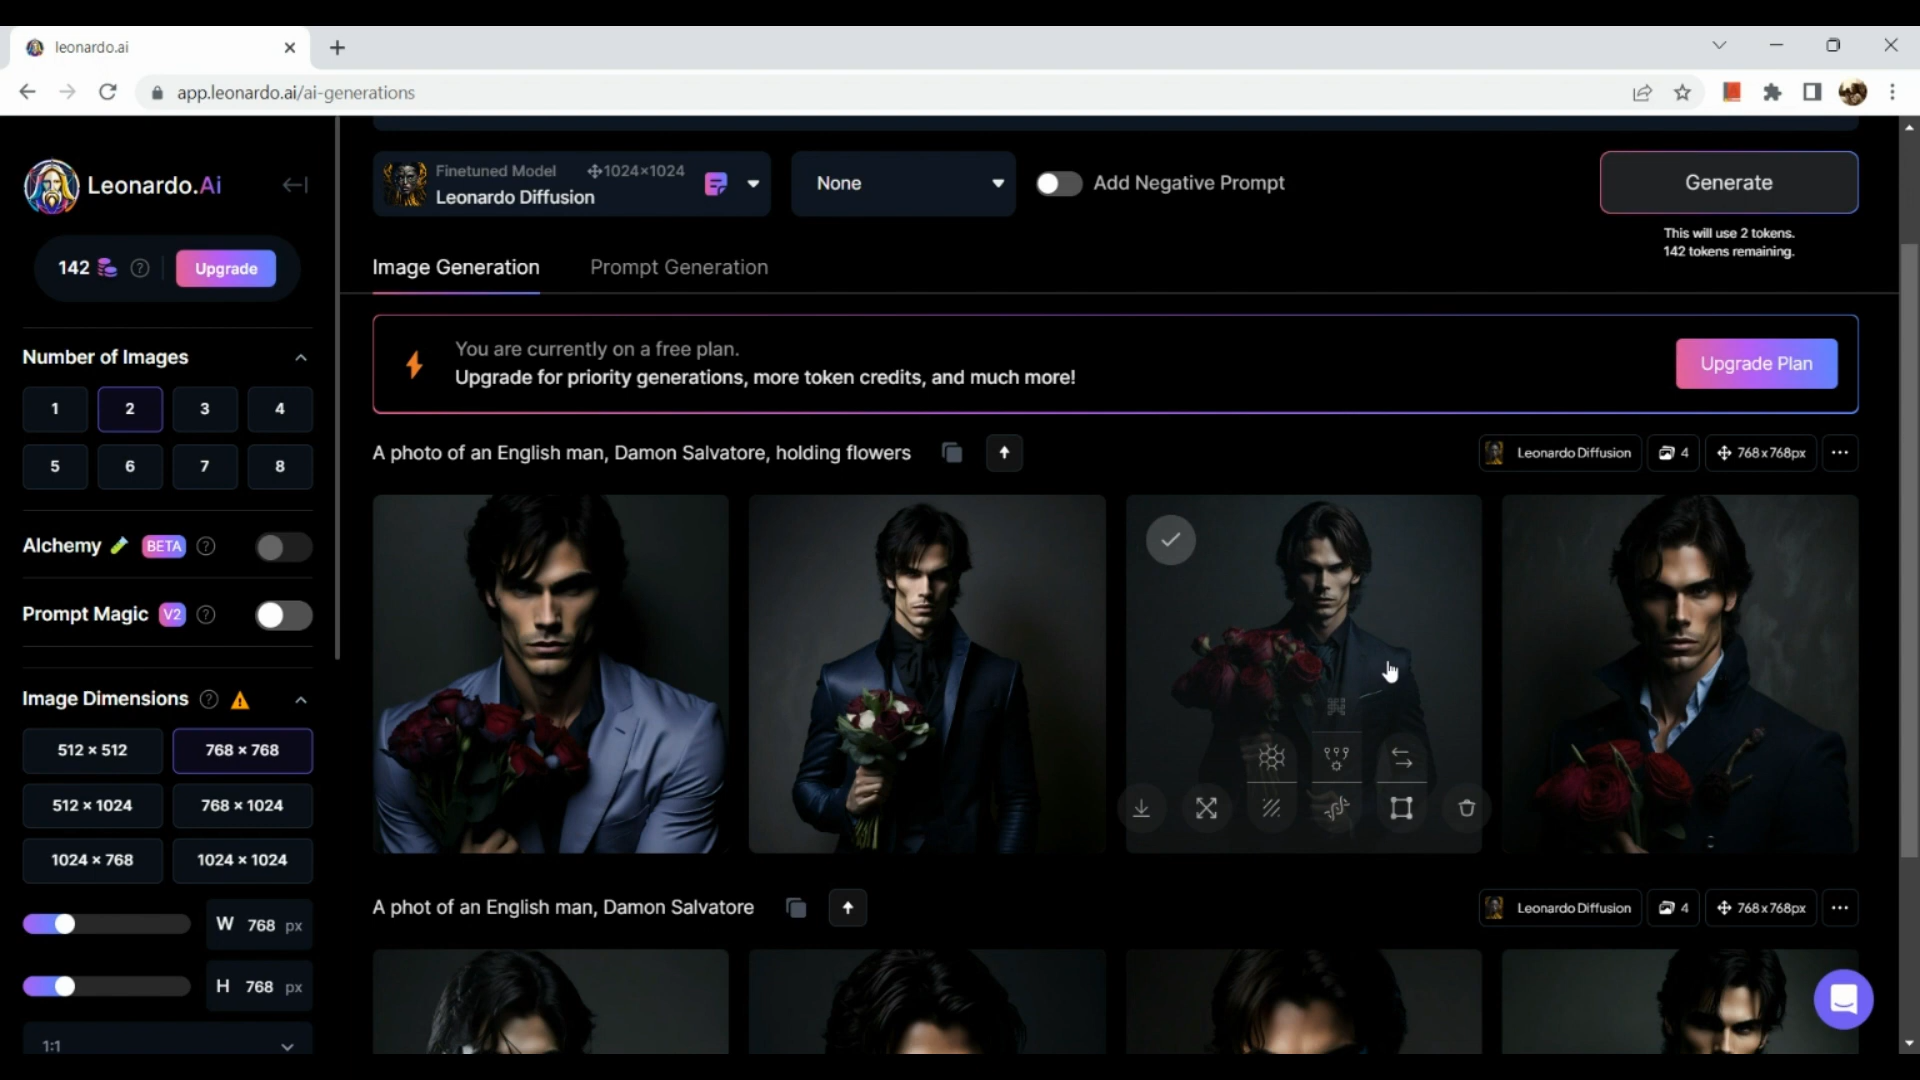 leonardo.ai
app.leonardo.ai/ai-generations
Leonardo.Ai
142
Upgrade
Number of Images
1 2 3 4
5 6 7 8
Alchemy BETA
Prompt Magic V2
Image Dimensions
512 × 512 768 × 768
512 × 1024 768 × 1024
1024 × 768 1024 × 1024
W 768 px
H 768 px
1:1
Finetuned Model 1024×1024
Leonardo Diffusion
None
Add Negative Prompt
Generate
This will use 2 tokens.
142 tokens remaining.
Image Generation Prompt Generation
You are currently on a free plan.
Upgrade for priority generations, more token credits, and much more!
Upgrade Plan
A photo of an English man, Damon Salvatore, holding flowers
Leonardo Diffusion 4 768x768px
A phot of an English man, Damon Salvatore
Leonardo Diffusion 4 768x768px